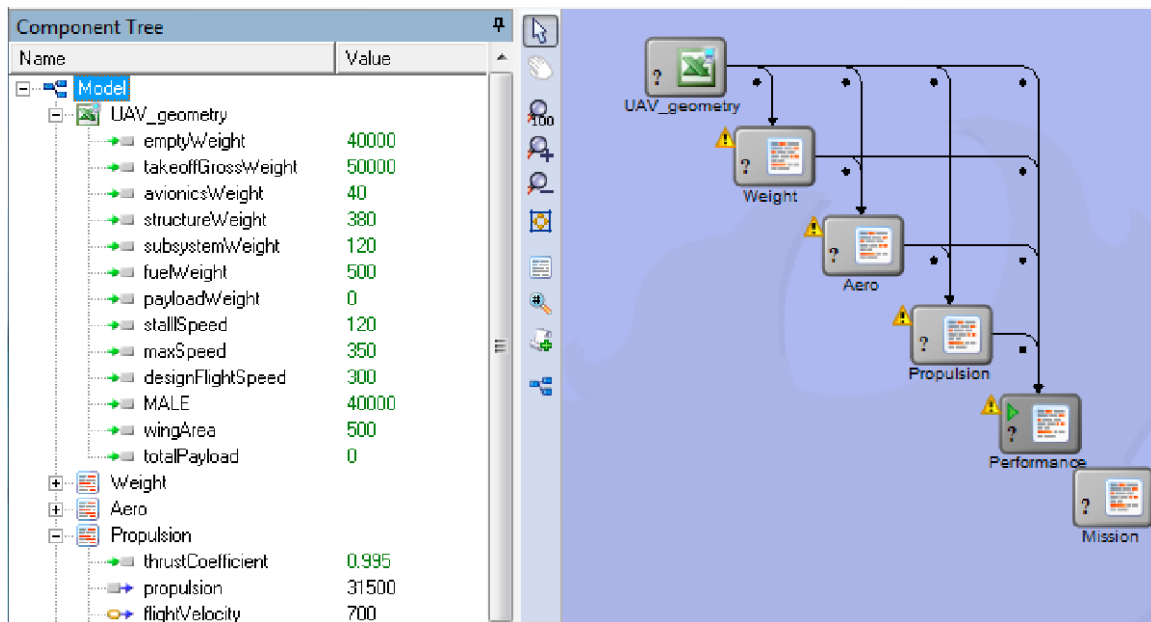 Component Tree
Name Value
Model
UAV_geometry
emptyWeight 40000
takeoffGrossWeight 50000
avionicsWeight 40
structureWeight 380
subsystemWeight 120
fuelWeight 500
payloadWeight 0
stallSpeed 120
maxSpeed 350
designFlightSpeed 300
MALE 40000
wingArea 500
totalPayload 0
Weight
Aero
Propulsion
thrustCoefficient 0.995
propulsion 31500
flightVelocity 700
100
#
?
UAV_geometry
?
Weight
?
Aero
?
Propulsion
?
Performance
?
Mission